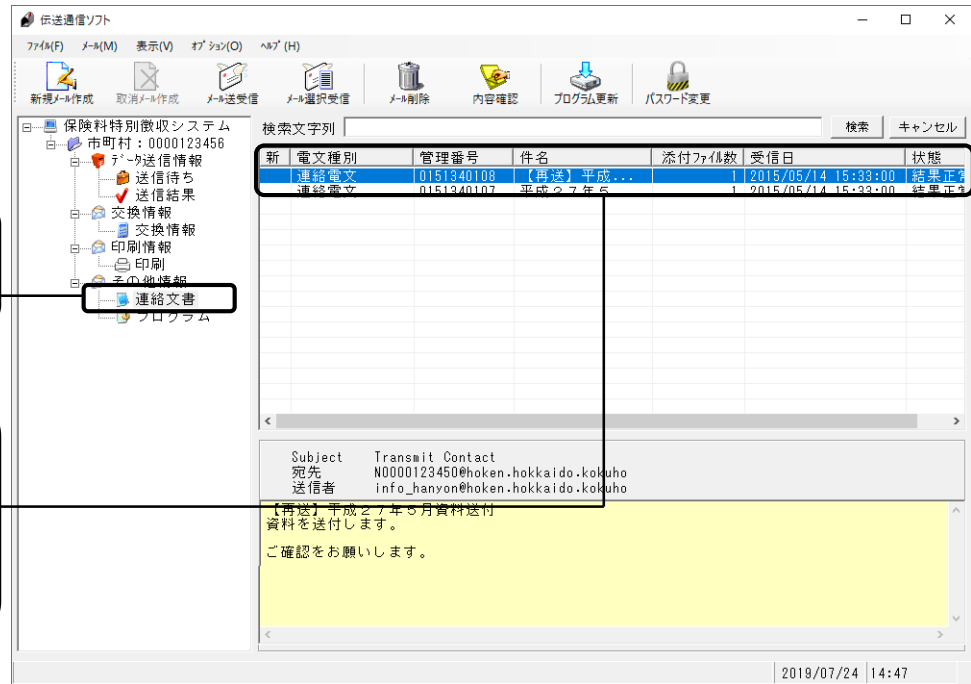 伝送通信ソフト
ファイル(F) メール(M) 表示(V) オプション(O) ヘルプ(H)
新規メール作成 取消メール作成 メール送受信 メール選択受信 メール削除 内容確認 プログラム更新 パスワード変更
保険料特別徴収システム
市町村：0000123456
データ送信情報
送信待ち
送信結果
交換情報
交換情報
印刷情報
印刷
その他情報
連絡文書
プログラム
検索文字列 検索 キャンセル
新 電文種別 管理番号 件名 添付ファイル数 受信日 状態
連絡電文 0151340108 【再送】平成... 1 2015/05/14 15:33:00 結果正常
連絡電文 0151340107 平成２７年５ 1 2015/05/14 15:33:00 結果正常
Subject Transmit Contact
宛先 N0000123450@hoken.hokkaido.kokuho
送信者 info_hanyon@hoken.hokkaido.kokuho
【再送】平成２７年５月資料送付
資料を送付します。
ご確認をお願いします。
2019/07/24 14:47